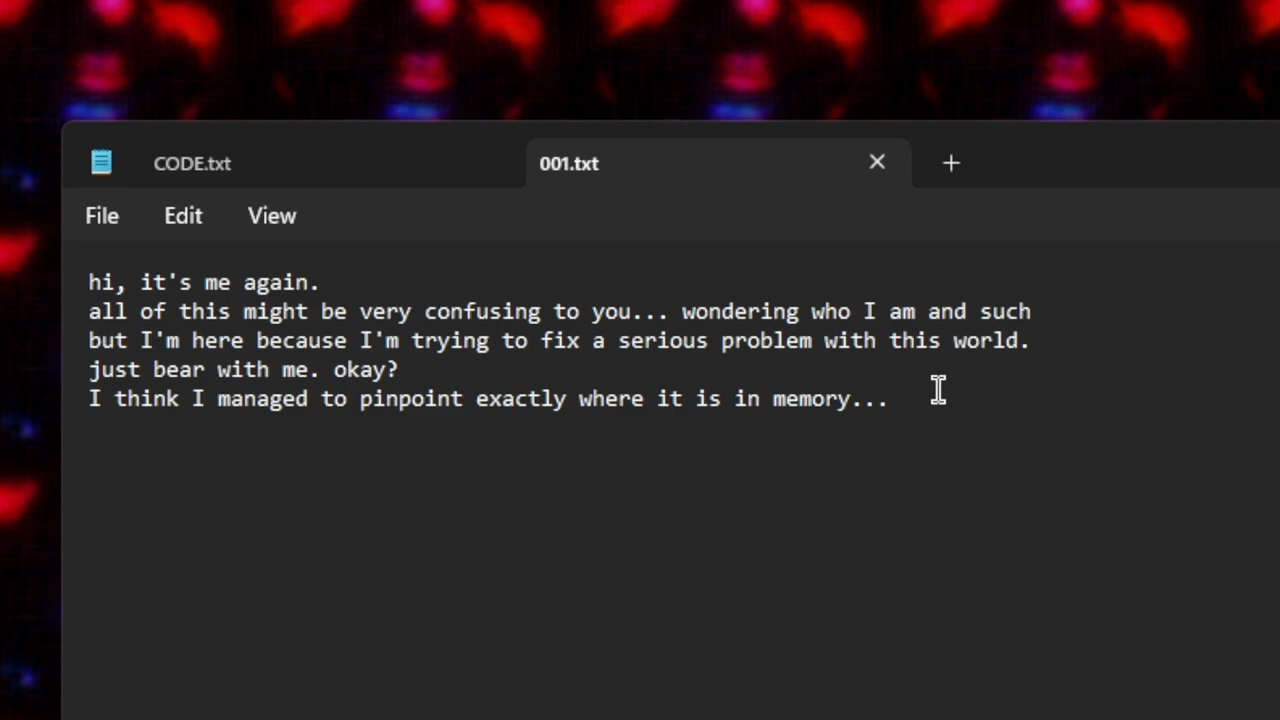 CODE.txt
001.txt
File Edit View
hi, it's me again.
all of this might be very confusing to you... wondering who I am and such
but I'm here because I'm trying to fix a serious problem with this world.
just bear with me. okay?
I think I managed to pinpoint exactly where it is in memory...